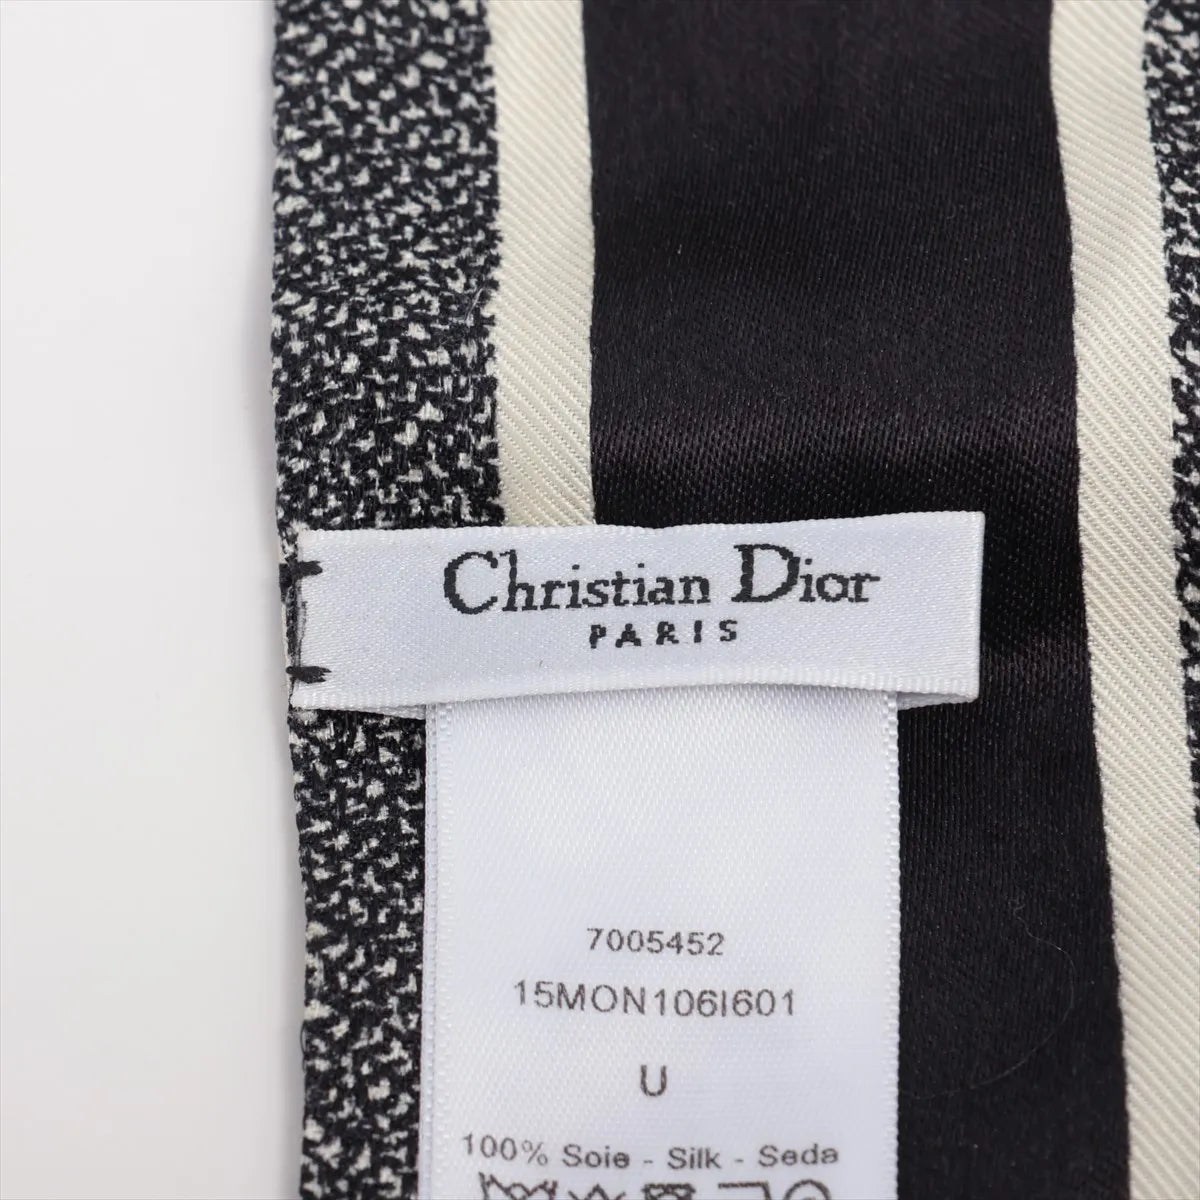 Christian Dior
PARIS
7005452
15MON106I601
U
100% Soie - Silk - Seda